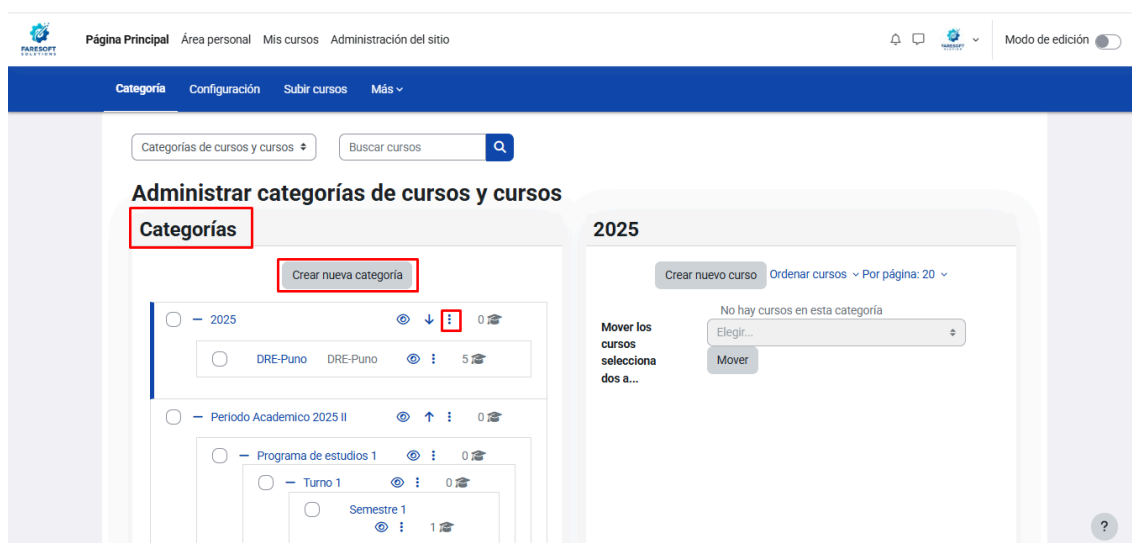 FARESOFT
SOLUTIONS
Página Principal Área personal Mis cursos Administración del sitio
Modo de edición
Categoría Configuración Subir cursos Más
Categorías de cursos y cursos
Buscar cursos
Administrar categorías de cursos y cursos
Categorías
Crear nueva categoría
2025
0
DRE-Puno DRE-Puno
5
Periodo Academico 2025 II
0
Programa de estudios 1
0
Turno 1
0
Semestre 1
1
2025
Crear nuevo curso Ordenar cursos Por página: 20
No hay cursos en esta categoría
Mover los
cursos
selecciona
dos a...
Elegir...
Mover
?